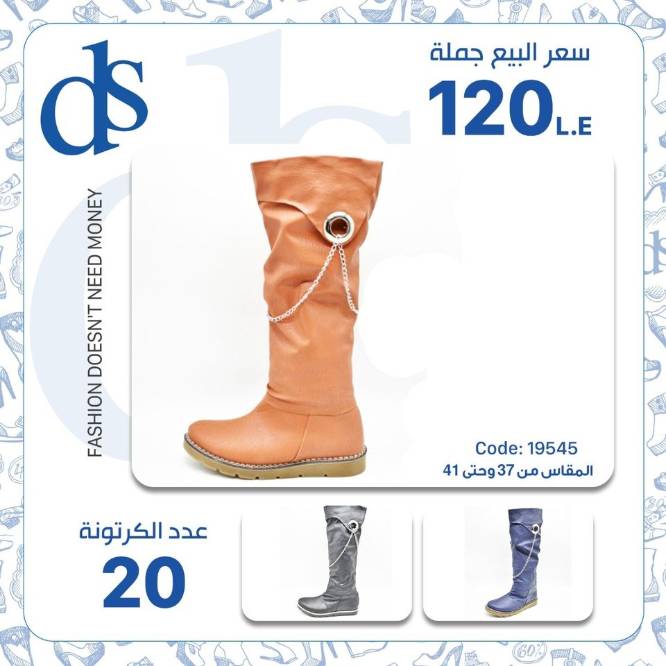 ds
سعر البيع جملة
120L.E
FASHION DOESN'T NEED MONEY
Code: 19545
المقاس من 37 وحتى 41
عدد الكرتونة
20
60%